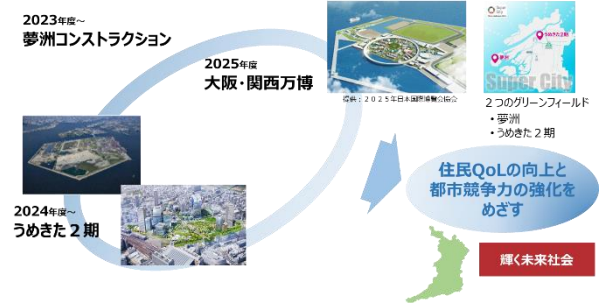 2023年度～
夢洲コンストラクション
2025年度
大阪・関西万博
提供：２０２５年日本国際博覧会協会
うめきた２期
夢洲
Super City
２つのグリーンフィールド
・夢洲
・うめきた２期
2024年度～
うめきた２期
住民QoLの向上と
都市競争力の強化を
めざす
輝く未来社会